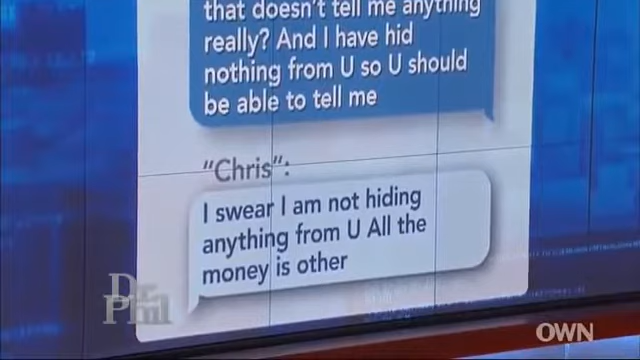 that doesn't tell me anything
really? And I have hid
nothing from U so U should
be able to tell me
"Chris":
I swear I am not hiding
anything from U All the
money is other
Dr.
Phil
OWN